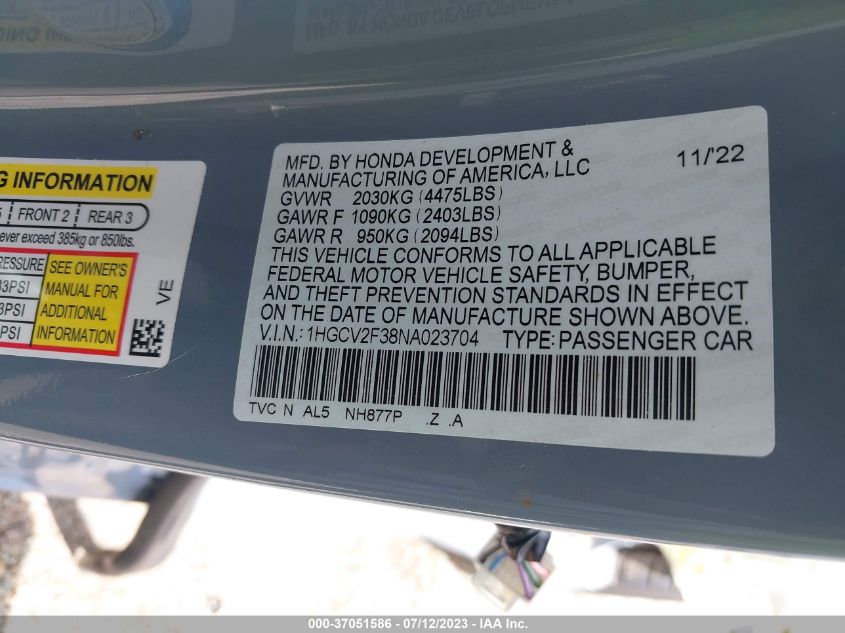 MFD. BY HONDA DEVELOPMENT & 11/'22
MANUFACTURING OF AMERICA, LLC
GVWR 2030KG (4475LBS)
GAWR F 1090KG (2403LBS)
GAWR R 950KG (2094LBS)
THIS VEHICLE CONFORMS TO ALL APPLICABLE
FEDERAL MOTOR VEHICLE SAFETY, BUMPER,
AND THEFT PREVENTION STANDARDS IN EFFECT
ON THE DATE OF MANUFACTURE SHOWN ABOVE.
V.I.N.: 1HGCV2F38NA023704 TYPE: PASSENGER CAR
TVC N AL5 NH877P .Z .A
G INFORMATION
FRONT 2 REAR 3
exceed 385kg or 850lbs.
SEE OWNER'S
MANUAL FOR
ADDITIONAL
INFORMATION
3PSI
PSI
VE
000-37051586 - 07/12/2023 - IAA Inc.